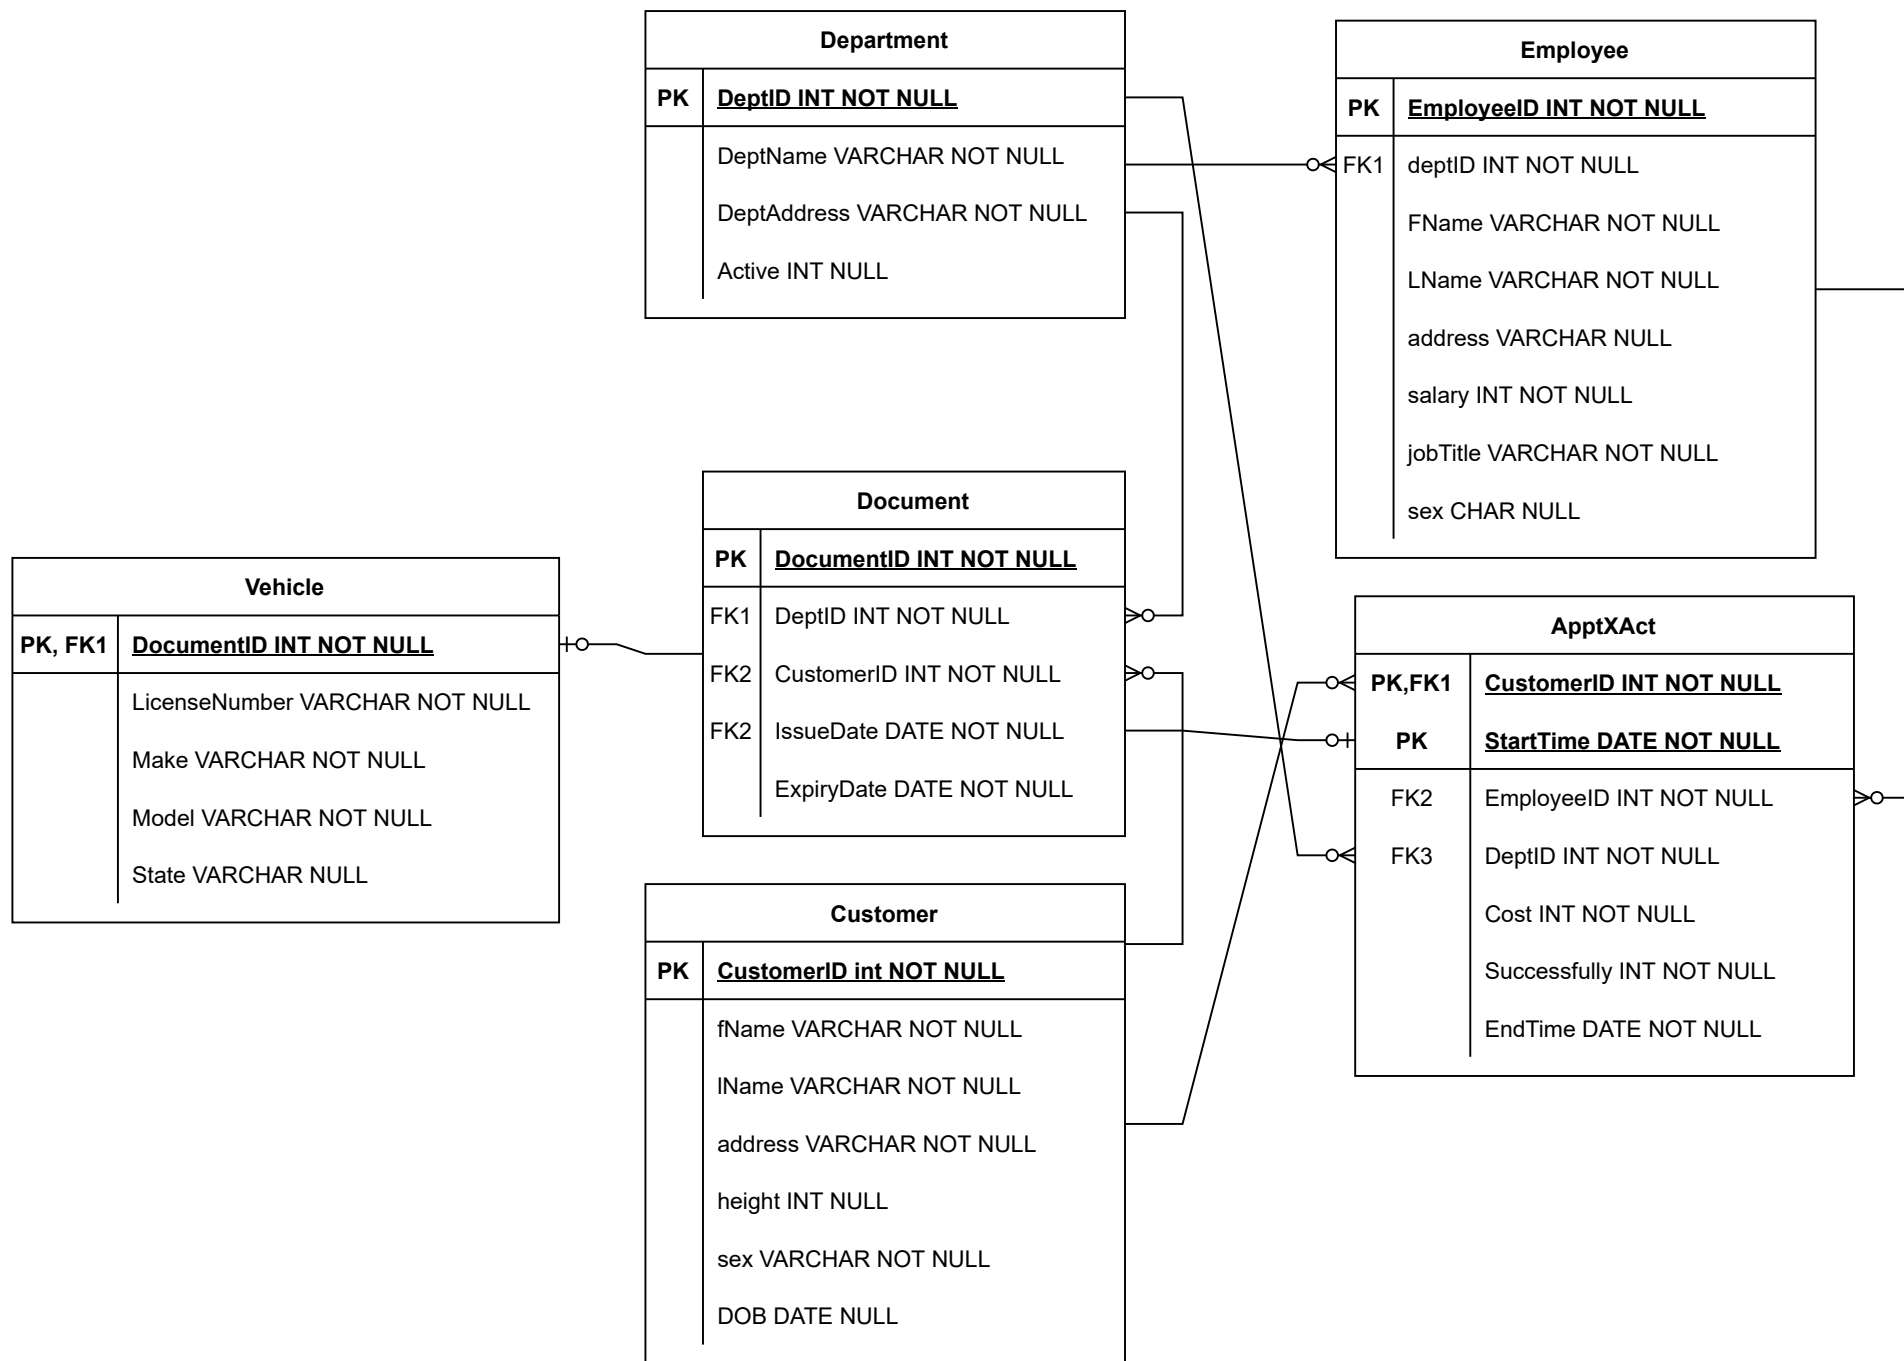 Department
PK DeptID INT NOT NULL
DeptName VARCHAR NOT NULL
DeptAddress VARCHAR NOT NULL
Active INT NULL
Employee
PK EmployeeID INT NOT NULL
FK1 deptID INT NOT NULL
FName VARCHAR NOT NULL
LName VARCHAR NOT NULL
address VARCHAR NULL
salary INT NOT NULL
jobTitle VARCHAR NOT NULL
sex CHAR NULL
Document
PK DocumentID INT NOT NULL
FK1 DeptID INT NOT NULL
FK2 CustomerID INT NOT NULL
FK2 IssueDate DATE NOT NULL
ExpiryDate DATE NOT NULL
Vehicle
PK, FK1 DocumentID INT NOT NULL
LicenseNumber VARCHAR NOT NULL
Make VARCHAR NOT NULL
Model VARCHAR NOT NULL
State VARCHAR NULL
ApptXAct
PK,FK1 CustomerID INT NOT NULL
PK StartTime DATE NOT NULL
FK2 EmployeeID INT NOT NULL
FK3 DeptID INT NOT NULL
Cost INT NOT NULL
Successfully INT NOT NULL
EndTime DATE NOT NULL
Customer
PK CustomerID int NOT NULL
fName VARCHAR NOT NULL
lName VARCHAR NOT NULL
address VARCHAR NOT NULL
height INT NULL
sex VARCHAR NOT NULL
DOB DATE NULL